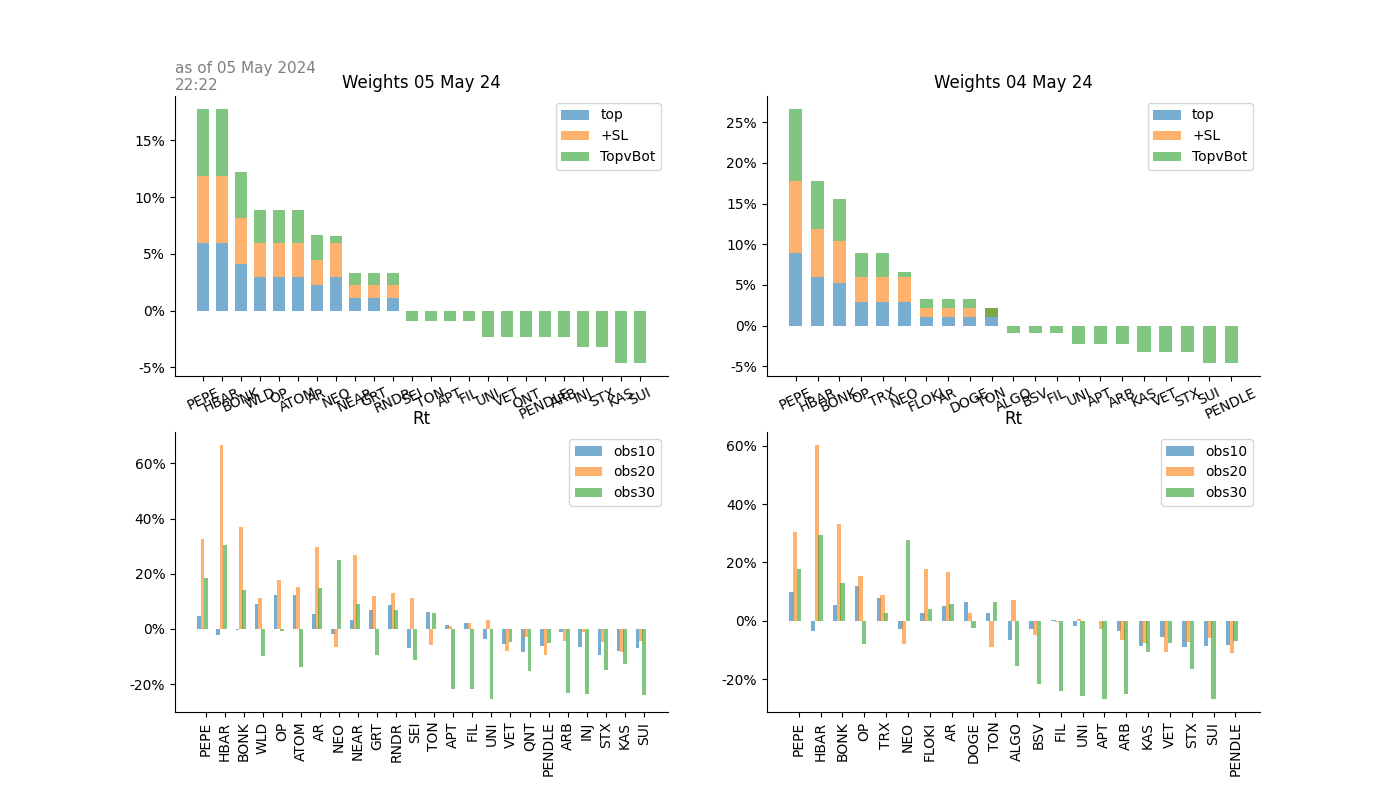 as of 05 May 2024
22:22
Weights 05 May 24
top
+SL
TopvBot
15%
10%
5%
0%
-5%
PEPE HBAR BONK WLD OP ATOM AR NEO NEAR GRT RNDR SEI TON APT FIL UNI VET QNT PENDLE ARB INJ STX KAS SUI
Weights 04 May 24
top
+SL
TopvBot
25%
20%
15%
10%
5%
0%
-5%
PEPE HBAR BONK OP TRX NEO FLOKI AR DOGE TON ALGO BSV FIL UNI APT ARB KAS VET STX SUI PENDLE
Rt
obs10
obs20
obs30
60%
40%
20%
0%
-20%
PEPE HBAR BONK WLD OP ATOM AR NEO NEAR GRT RNDR SEI TON APT FIL UNI VET QNT PENDLE ARB INJ STX KAS SUI
Rt
obs10
obs20
obs30
60%
40%
20%
0%
-20%
PEPE HBAR BONK OP TRX NEO FLOKI AR DOGE TON ALGO BSV FIL UNI APT ARB KAS VET STX SUI PENDLE